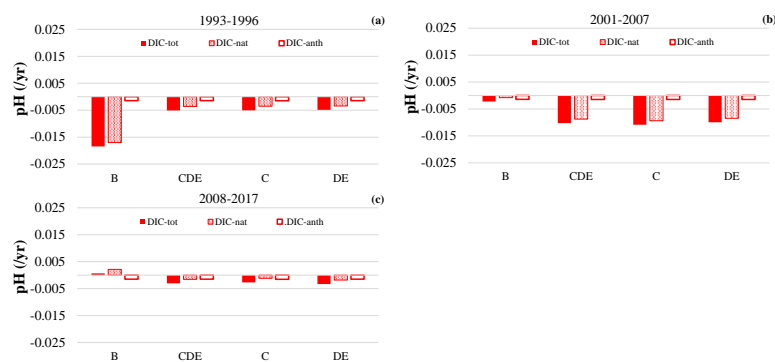 1993-1996
(a)
DIC-tot DIC-nat DIC-anth
pH (/yr)
0.025
0.015
0.005
-0.005
-0.015
-0.025
B CDE C DE
2001-2007
(b)
DIC-tot DIC-nat DIC-anth
pH (/yr)
0.025
0.015
0.005
-0.005
-0.015
-0.025
B CDE C DE
2008-2017
(c)
DIC-tot DIC-nat .DIC-anth
pH (/yr)
0.025
0.015
0.005
-0.005
-0.015
-0.025
B CDE C DE